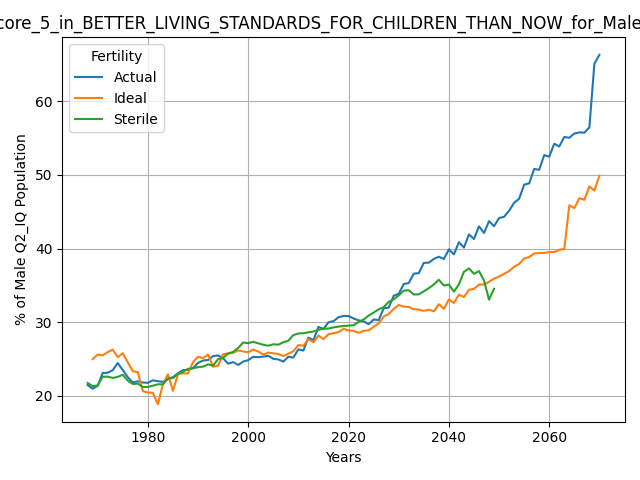 core_5_in_BETTER_LIVING_STANDARDS_FOR_CHILDREN_THAN_NOW_for_Male
Fertility
Actual
Ideal
Sterile
% of Male Q2_IQ Population
60
50
40
30
20
1980 2000 2020 2040 2060
Years